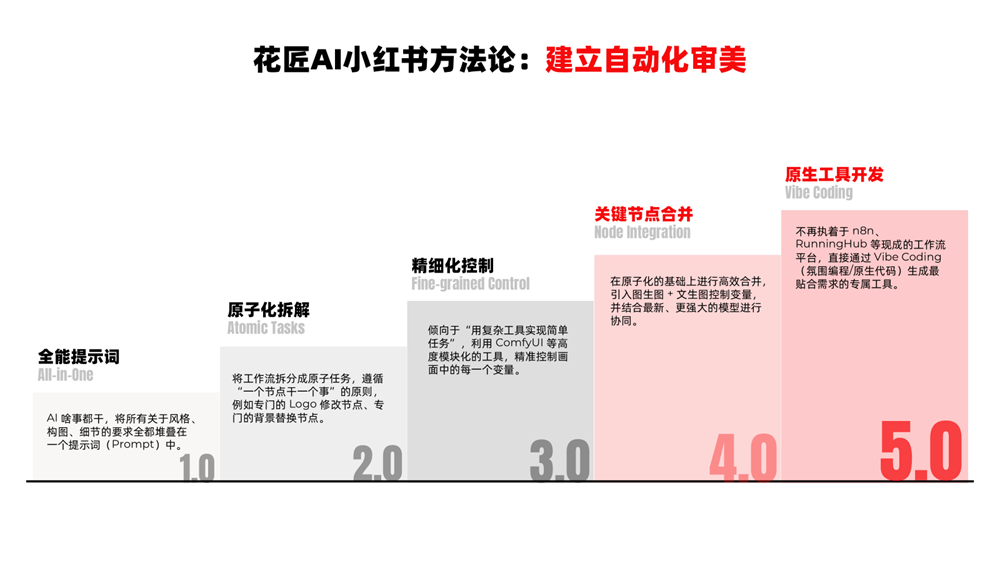 花匠AI小红书方法论：建立自动化审美
全能提示词
All-in-One
AI 啥事都干，将所有关于风格、
构图、细节的要求全都堆叠在
一个提示词（Prompt）中。
1.0
原子化拆解
Atomic Tasks
将工作流拆分成原子任务，遵循
“一个节点干一个事”的原则，
例如专门的 Logo 修改节点、专
门的背景替换节点。
2.0
精细化控制
Fine-grained Control
倾向于“用复杂工具实现简单
任务”，利用 ComfyUI 等高
度模块化的工具，精准控制画
面中的每一个变量。
3.0
关键节点合并
Node Integration
在原子化的基础上进行高效合并，
引入图生图 + 文生图控制变量，
并结合最新、更强大的模型进行
协同。
4.0
原生工具开发
Vibe Coding
不再执着于 n8n、
RunningHub 等现成的工作流
平台，直接通过 Vibe Coding
（氛围编程/原生代码）生成最
贴合需求的专属工具。
5.0